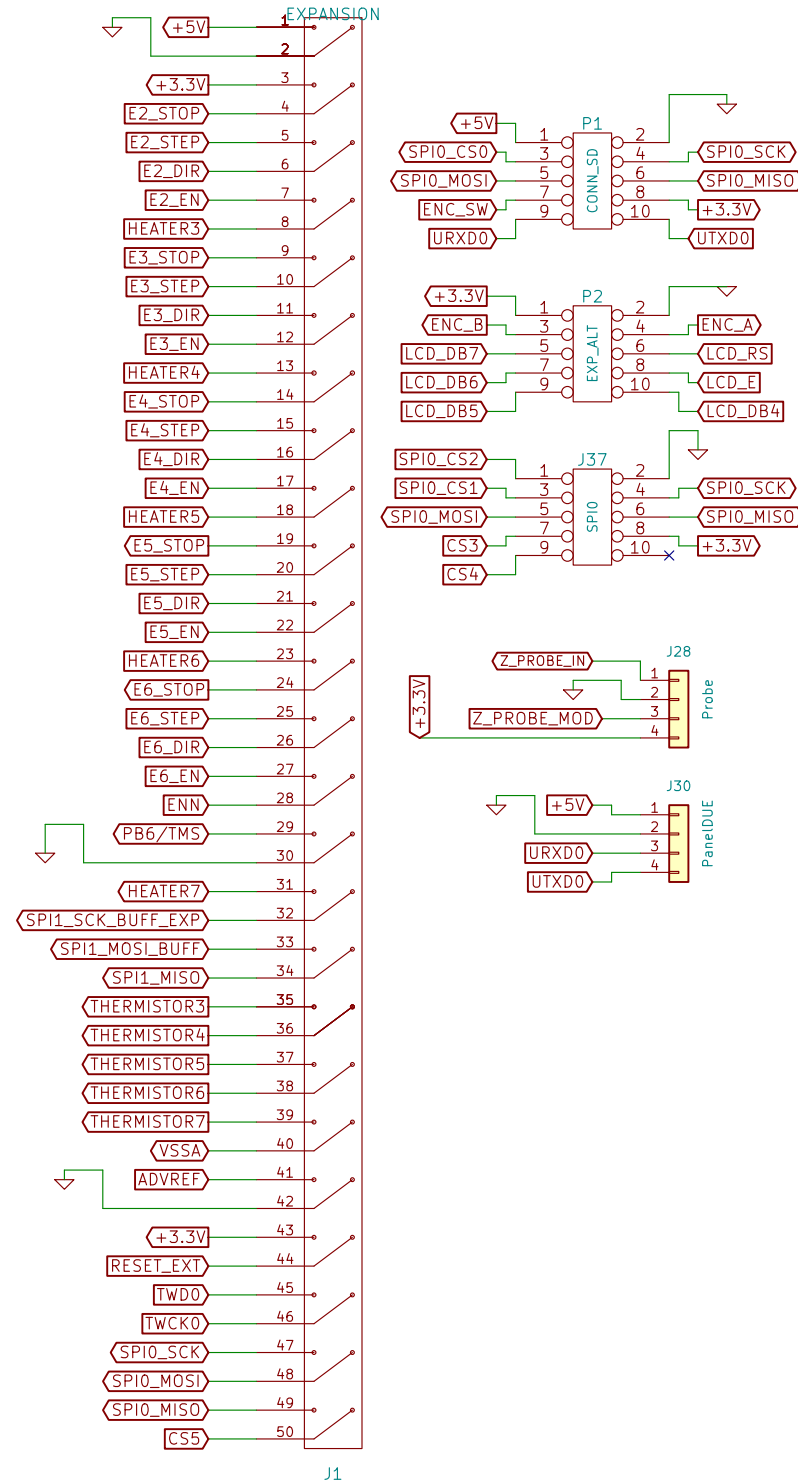 EXPANSION
+5V 1
2
+3.3V 3
E2_STOP 4
E2_STEP 5
E2_DIR 6
E2_EN 7
HEATER3 8
E3_STOP 9
E3_STEP 10
E3_DIR 11
E3_EN 12
HEATER4 13
E4_STOP 14
E4_STEP 15
E4_DIR 16
E4_EN 17
HEATER5 18
E5_STOP 19
E5_STEP 20
E5_DIR 21
E5_EN 22
HEATER6 23
E6_STOP 24
E6_STEP 25
E6_DIR 26
E6_EN 27
ENN 28
PB6/TMS 29
30
HEATER7 31
SPI1_SCK_BUFF_EXP 32
SPI1_MOSI_BUFF 33
SPI1_MISO 34
THERMISTOR3 35
THERMISTOR4 36
THERMISTOR5 37
THERMISTOR6 38
THERMISTOR7 39
VSSA 40
ADVREF 41
42
+3.3V 43
RESET_EXT 44
TWD0 45
TWCK0 46
SPI0_SCK 47
SPI0_MOSI 48
SPI0_MISO 49
CS5 50
J1
P1
CONN_SD
+5V 1 2
SPI0_CS0 3 4 SPI0_SCK
SPI0_MOSI 5 6 SPI0_MISO
ENC_SW 7 8 +3.3V
URXD0 9 10 UTXD0
P2
EXP_ALT
+3.3V 1 2
ENC_B 3 4 ENC_A
LCD_DB7 5 6 LCD_RS
LCD_DB6 7 8 LCD_E
LCD_DB5 9 10 LCD_DB4
J37
SPI0
SPI0_CS2 1 2
SPI0_CS1 3 4 SPI0_SCK
SPI0_MOSI 5 6 SPI0_MISO
CS3 7 8 +3.3V
CS4 9 10
J28
Probe
Z_PROBE_IN 1
2
Z_PROBE_MOD 3
+3.3V 4
J30
PanelDUE
+5V 1
2
URXD0 3
UTXD0 4